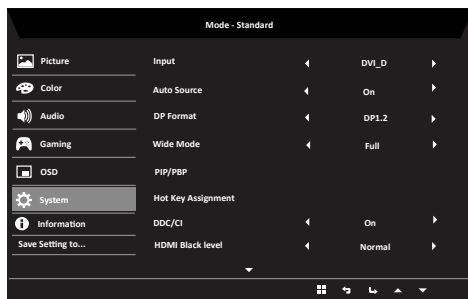 Mode - Standard
Picture
Input DVI_D
Color
Auto Source On
Audio
DP Format DP1.2
Gaming
Wide Mode Full
OSD
PIP/PBP
System
Hot Key Assignment
Information
DDC/CI On
Save Setting to...
HDMI Black level Normal